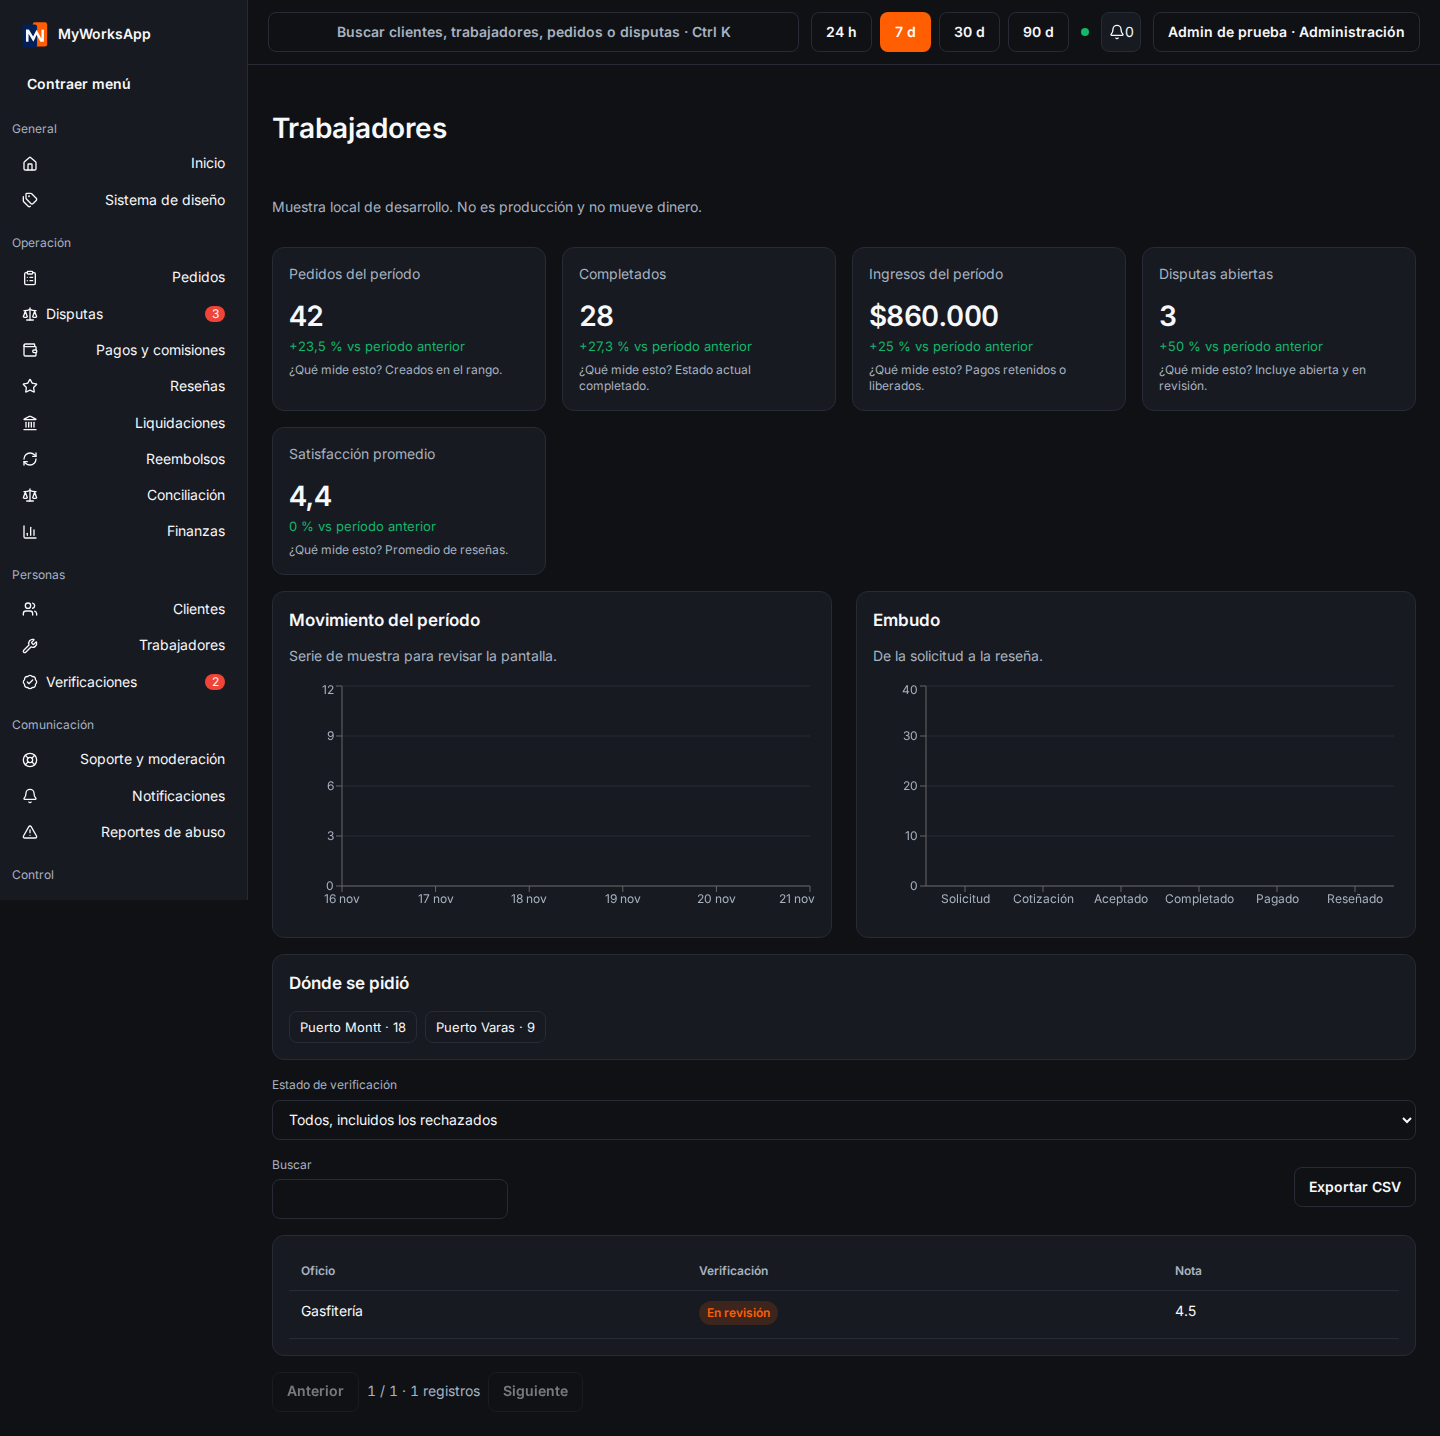 MyWorksApp
Contraer menú
General
Inicio
Sistema de diseño
Operación
Pedidos
Disputas 3
Pagos y comisiones
Reseñas
Liquidaciones
Reembolsos
Conciliación
Finanzas
Personas
Clientes
Trabajadores
Verificaciones 2
Comunicación
Soporte y moderación
Notificaciones
Reportes de abuso
Control
Buscar clientes, trabajadores, pedidos o disputas · Ctrl K
24 h
7 d
30 d
90 d
0
Admin de prueba · Administración
Trabajadores
Muestra local de desarrollo. No es producción y no mueve dinero.
Pedidos del período
42
+23,5 % vs período anterior
¿Qué mide esto? Creados en el rango.
Completados
28
+27,3 % vs período anterior
¿Qué mide esto? Estado actual
completado.
Ingresos del período
$860.000
+25 % vs período anterior
¿Qué mide esto? Pagos retenidos o
liberados.
Disputas abiertas
3
+50 % vs período anterior
¿Qué mide esto? Incluye abierta y en
revisión.
Satisfacción promedio
4,4
0 % vs período anterior
¿Qué mide esto? Promedio de reseñas.
Movimiento del período
Serie de muestra para revisar la pantalla.
12
9
6
3
0
16 nov 17 nov 18 nov 19 nov 20 nov 21 nov
Embudo
De la solicitud a la reseña.
40
30
20
10
0
Solicitud Cotización Aceptado Completado Pagado Reseñado
Dónde se pidió
Puerto Montt · 18
Puerto Varas · 9
Estado de verificación
Todos, incluidos los rechazados
Buscar
Exportar CSV
Oficio Verificación Nota
Gasfitería En revisión 4.5
Anterior 1 / 1 · 1 registros Siguiente